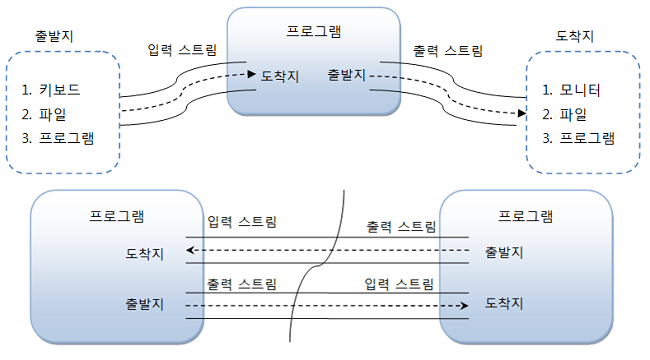 출발지
1. 키보드
2. 파일
3. 프로그램
입력 스트림
프로그램
도착지
출발지
출력 스트림
도착지
1. 모니터
2. 파일
3. 프로그램
프로그램
입력 스트림
출력 스트림
프로그램
도착지
출발지
출발지
출력 스트림
입력 스트림
도착지